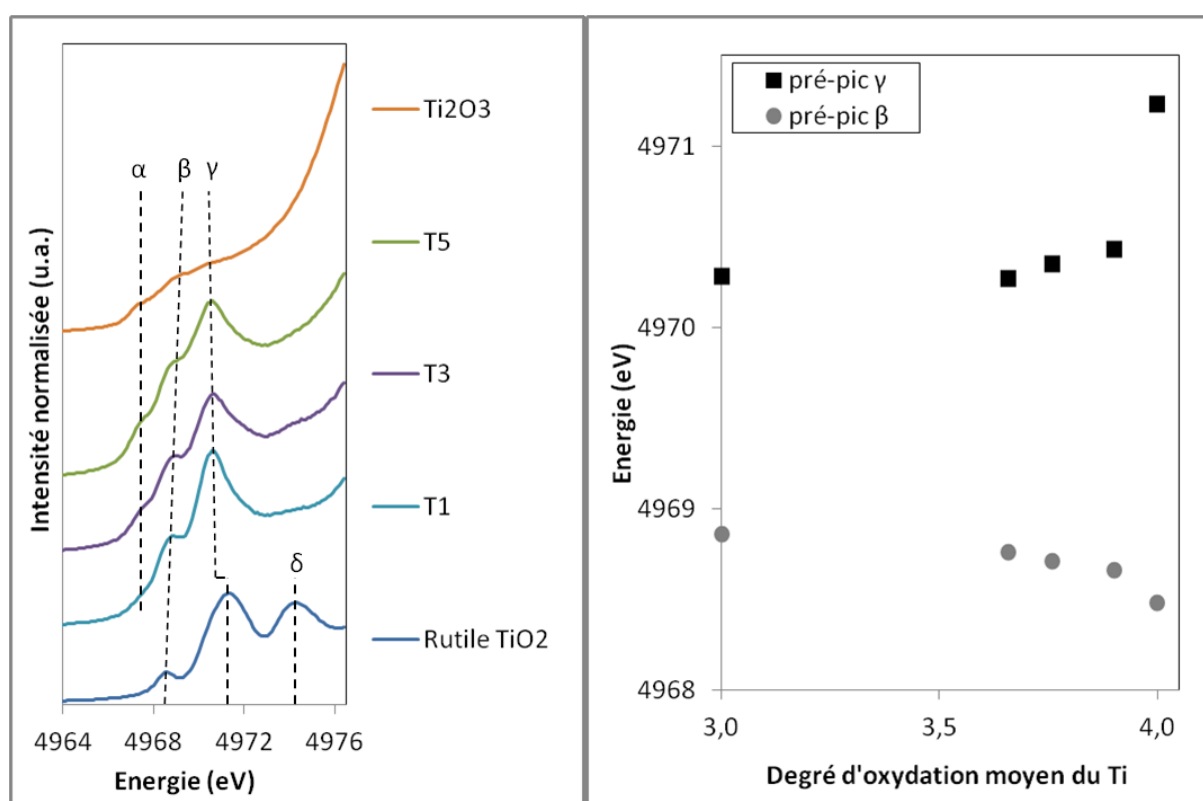 Ti2O3
α
β
γ
T5
T3
T1
δ
Rutile TiO2
4964
4968
4972
4976
Energie (eV)
Intensité normalisée (u.a.)
pré-pic γ
pré-pic β
4971
4970
4969
4968
3,0
3,5
4,0
Energie (eV)
Degré d'oxydation moyen du Ti